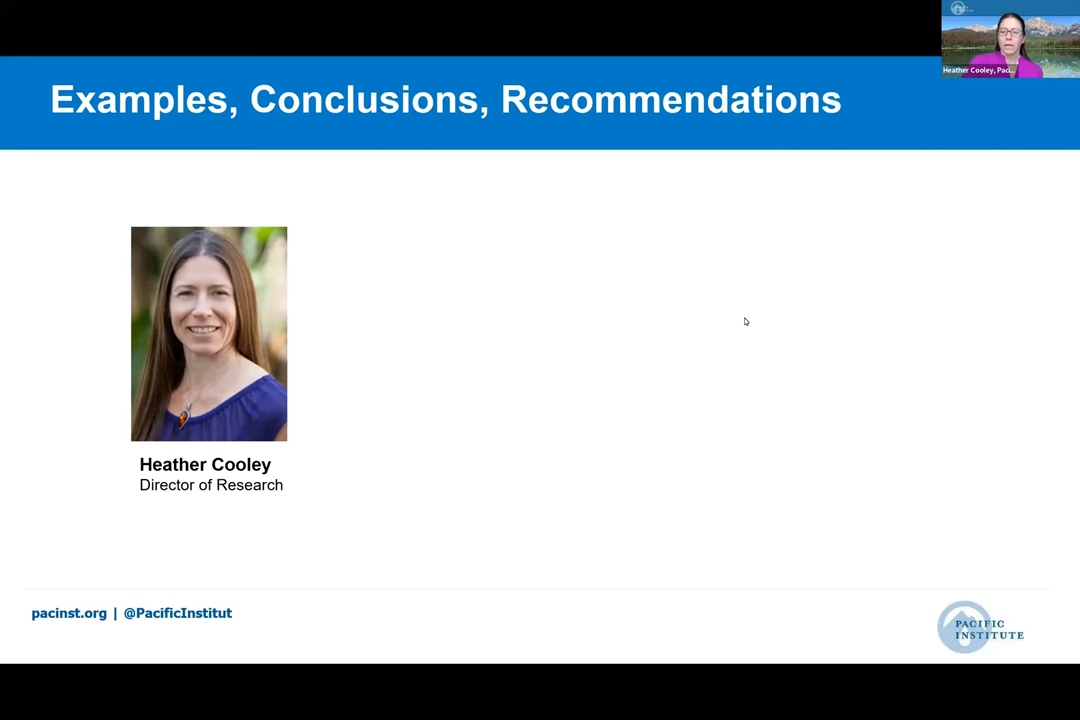 Examples, Conclusions, Recommendations
Heather Cooley, Paci...
Heather Cooley
Director of Research
pacinst.org | @PacificInstitut
PACIFIC
INSTITUTE